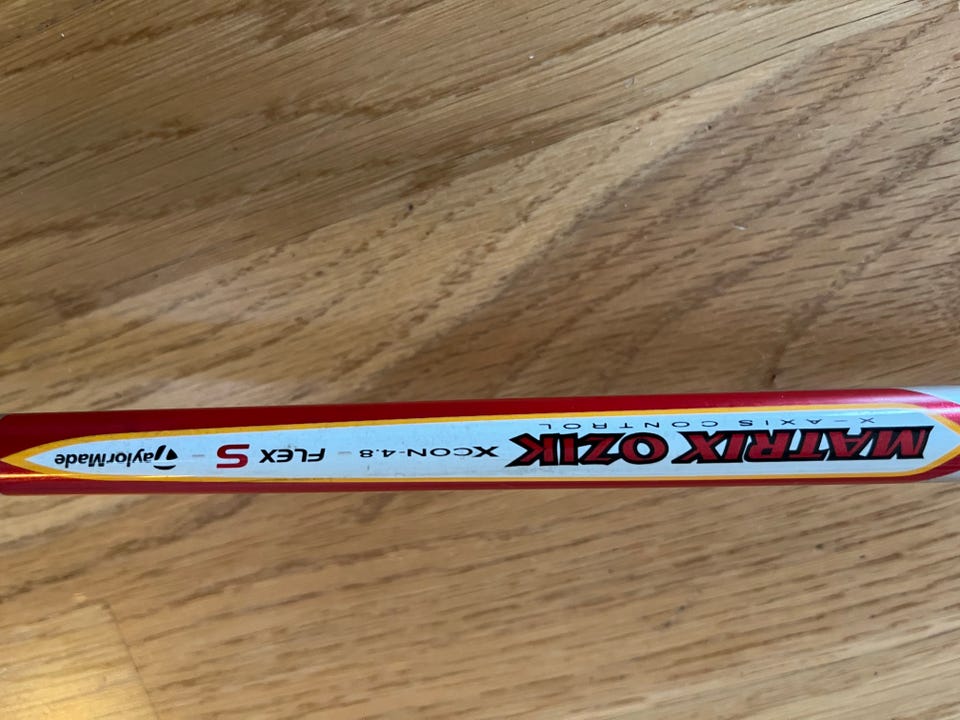 MATRIX OZIK XCON-4.8 - FLEX S - TaylorMade
X-AXIS CONTROL